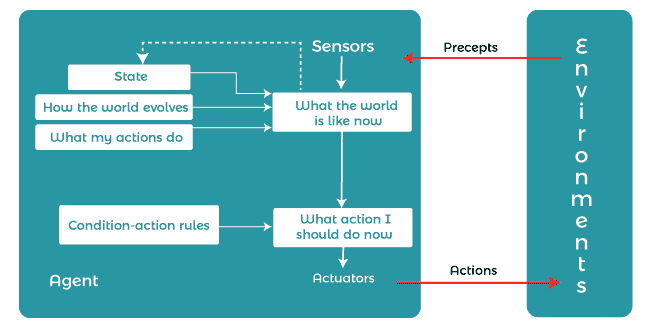 Sensors
Precepts
State
How the world evolves
What the world
is like now
What my actions do
Condition-action rules
What action I
should do now
Agent
Actuators
Actions
Environments